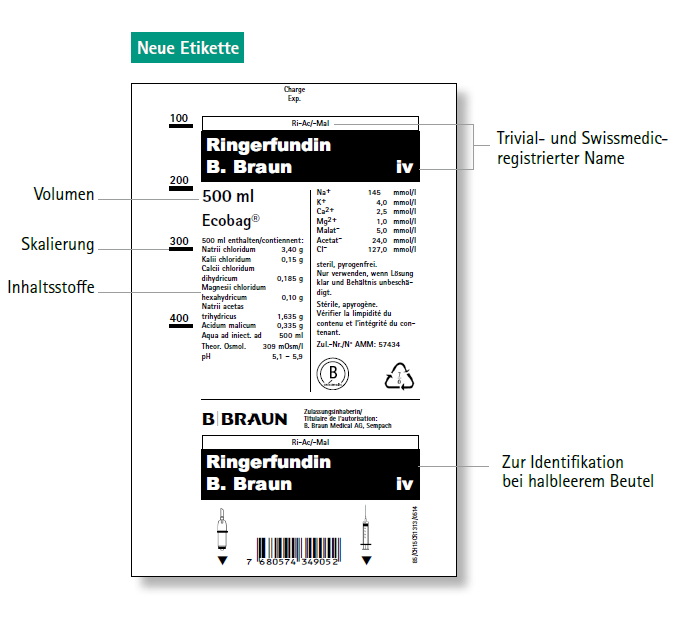 Neue Etikette
Charge
Exp.
100
Ri-Ac/-Mal
Ringerfundin
B. Braun iv
Trivial- und Swissmedic-
registrierter Name
200
Volumen
500 ml
Ecobag®
Skalierung
300
500 ml enthalten/contiennent:
Natrii chloridum 3,40 g
Kalii chloridum 0,15 g
Calcii chloridum
dihydricum 0,185 g
Inhaltsstoffe
Magnesii chloridum
hexahydricum 0,10 g
Natrii acetas
trihydricus 1,635 g
400
Acidum malicum 0,335 g
Aqua ad iniect. ad 500 ml
Theor. Osmol. 309 mOsm/l
pH 5,1 – 5,9
Na+ 145 mmol/l
K+ 4,0 mmol/l
Ca2+ 2,5 mmol/l
Mg2+ 1,0 mmol/l
Malat- 5,0 mmol/l
Acetat- 24,0 mmol/l
Cl- 127,0 mmol/l
steril, pyrogenfrei.
Nur verwenden, wenn Lösung
klar und Behältnis unbeschä-
digt.
Stérile, apyrogène.
Vérifier la limpidité du
contenu et l'intégrité du con-
tenant.
Zul.-Nr./N° AMM: 57434
B
7
B BRAUN
Zulassungsinhaberin/
Titulaire de l'autorisation:
B. Braun Medical AG, Sempach
Ri-Ac/-Mal
Ringerfundin
B. Braun iv
Zur Identifikation
bei halbleerem Beutel
7 680574 349052